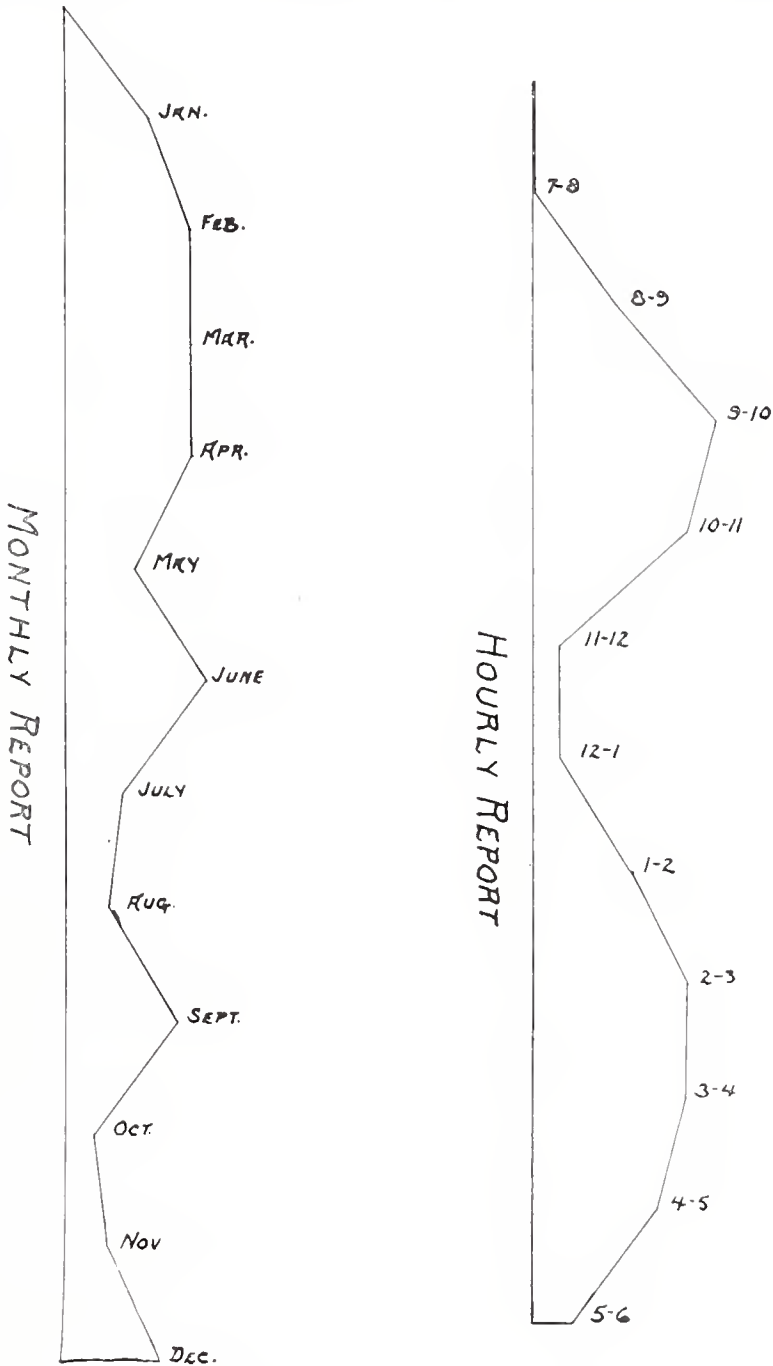 JAN.
FEB.
MAR.
APR.
MAY
JUNE
JULY
AUG.
SEPT.
OCT.
NOV
DEC.
MONTHLY REPORT
7-8
8-9
9-10
10-11
11-12
12-1
1-2
2-3
3-4
4-5
5-6
HOURLY REPORT